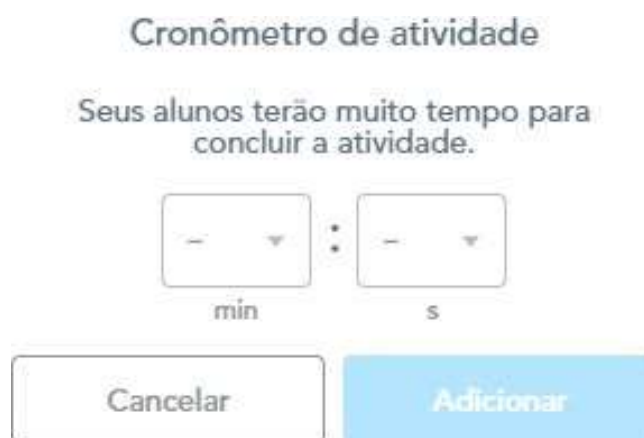 Cronômetro de atividade
Seus alunos terão muito tempo para
concluir a atividade.
– : –
min s
Cancelar Adicionar